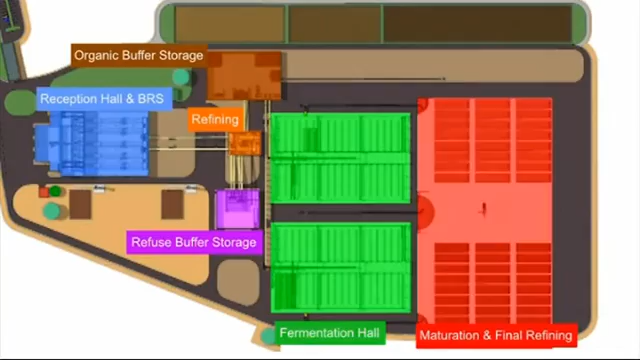 Organic Buffer Storage
Reception Hall & BRS
Refining
Refuse Buffer Storage
Fermentation Hall
Maturation & Final Refining